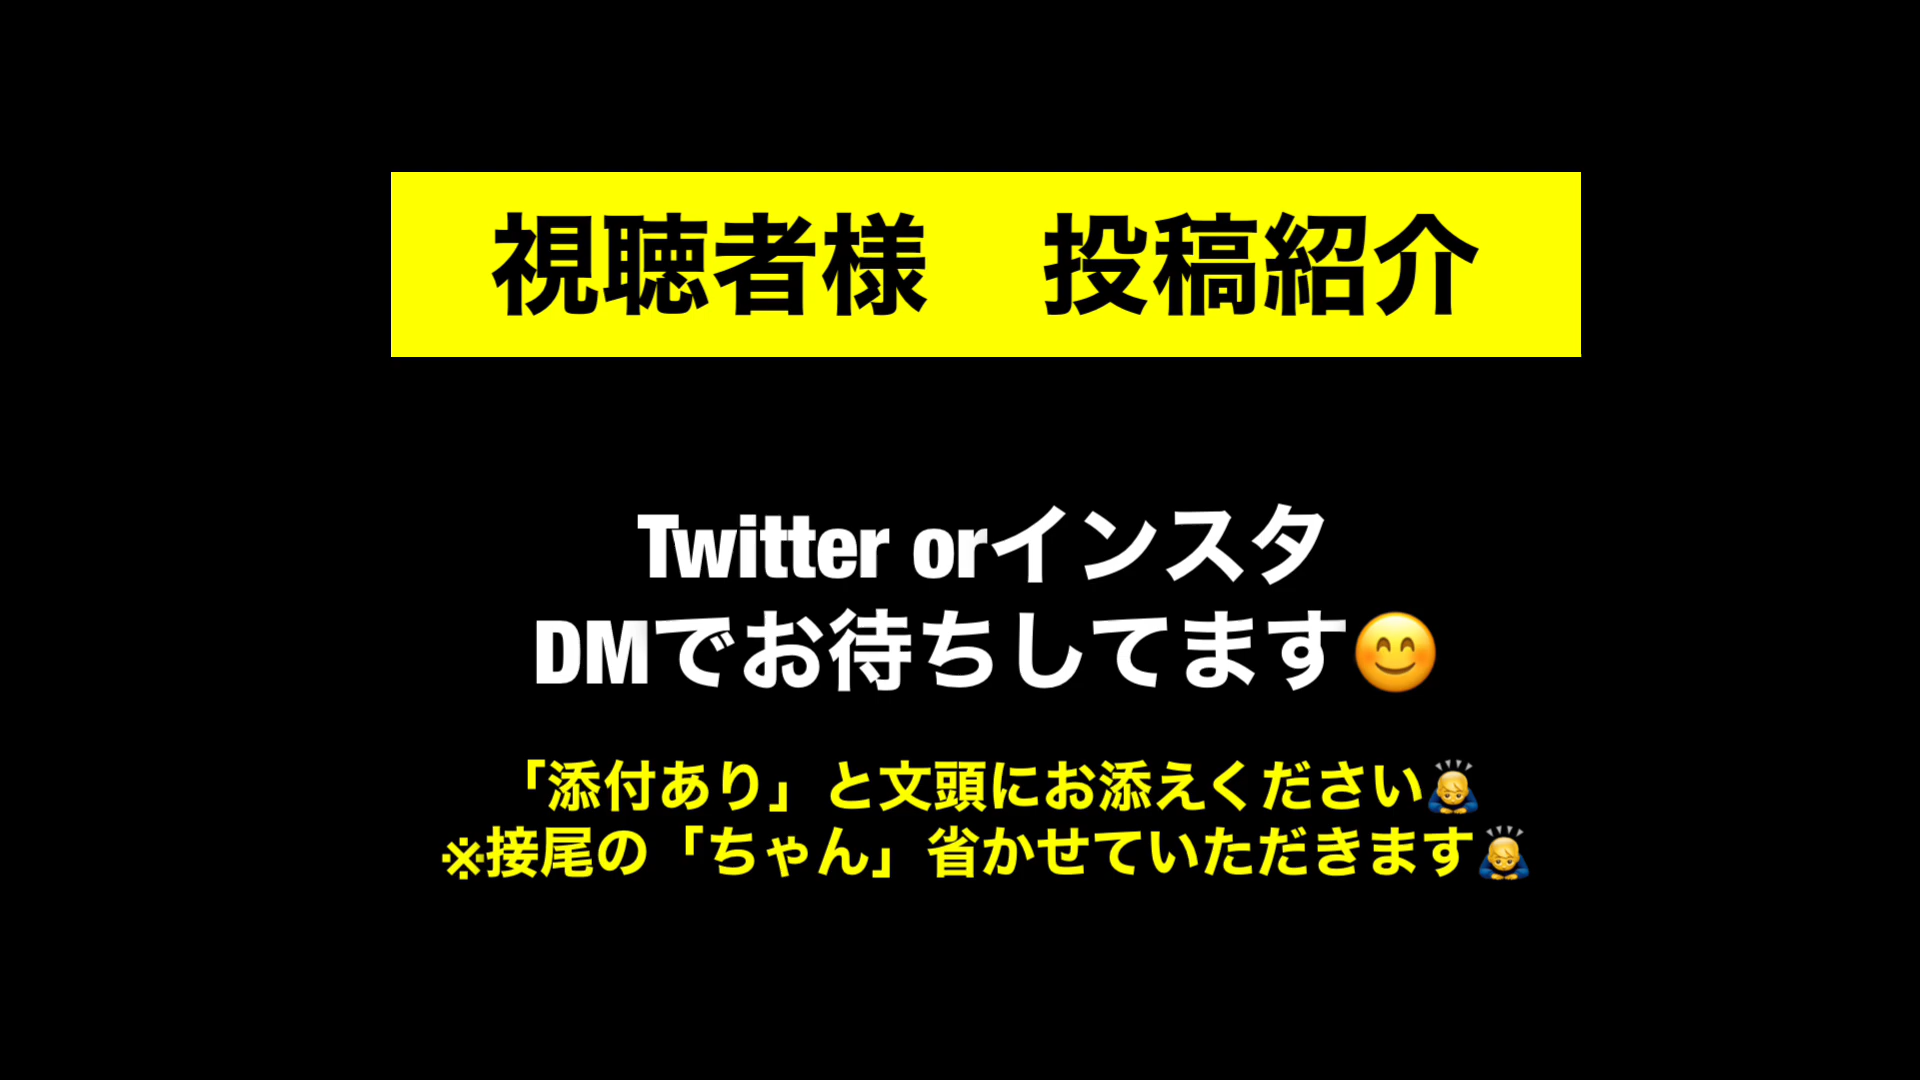 視聴者様　投稿紹介
Twitter orインスタ
DMでお待ちしてます😊
「添付あり」と文頭にお添えください🙇
※接尾の「ちゃん」省かせていただきます🙇